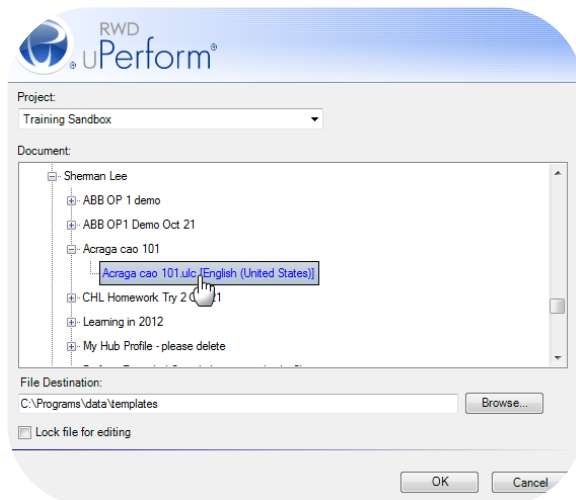 RWD
uPerform®
Project:
Training Sandbox
Document:
Sherman Lee
ABB OP 1 demo
ABB OP1 Demo Oct 21
Acraga cao 101
Acraga cao 101.ulc [English (United States)]
CHL Homework Try 2 O 21
Learning in 2012
My Hub Profile - please delete
File Destination:
C:\Programs\data\templates
Browse...
Lock file for editing
OK
Cancel